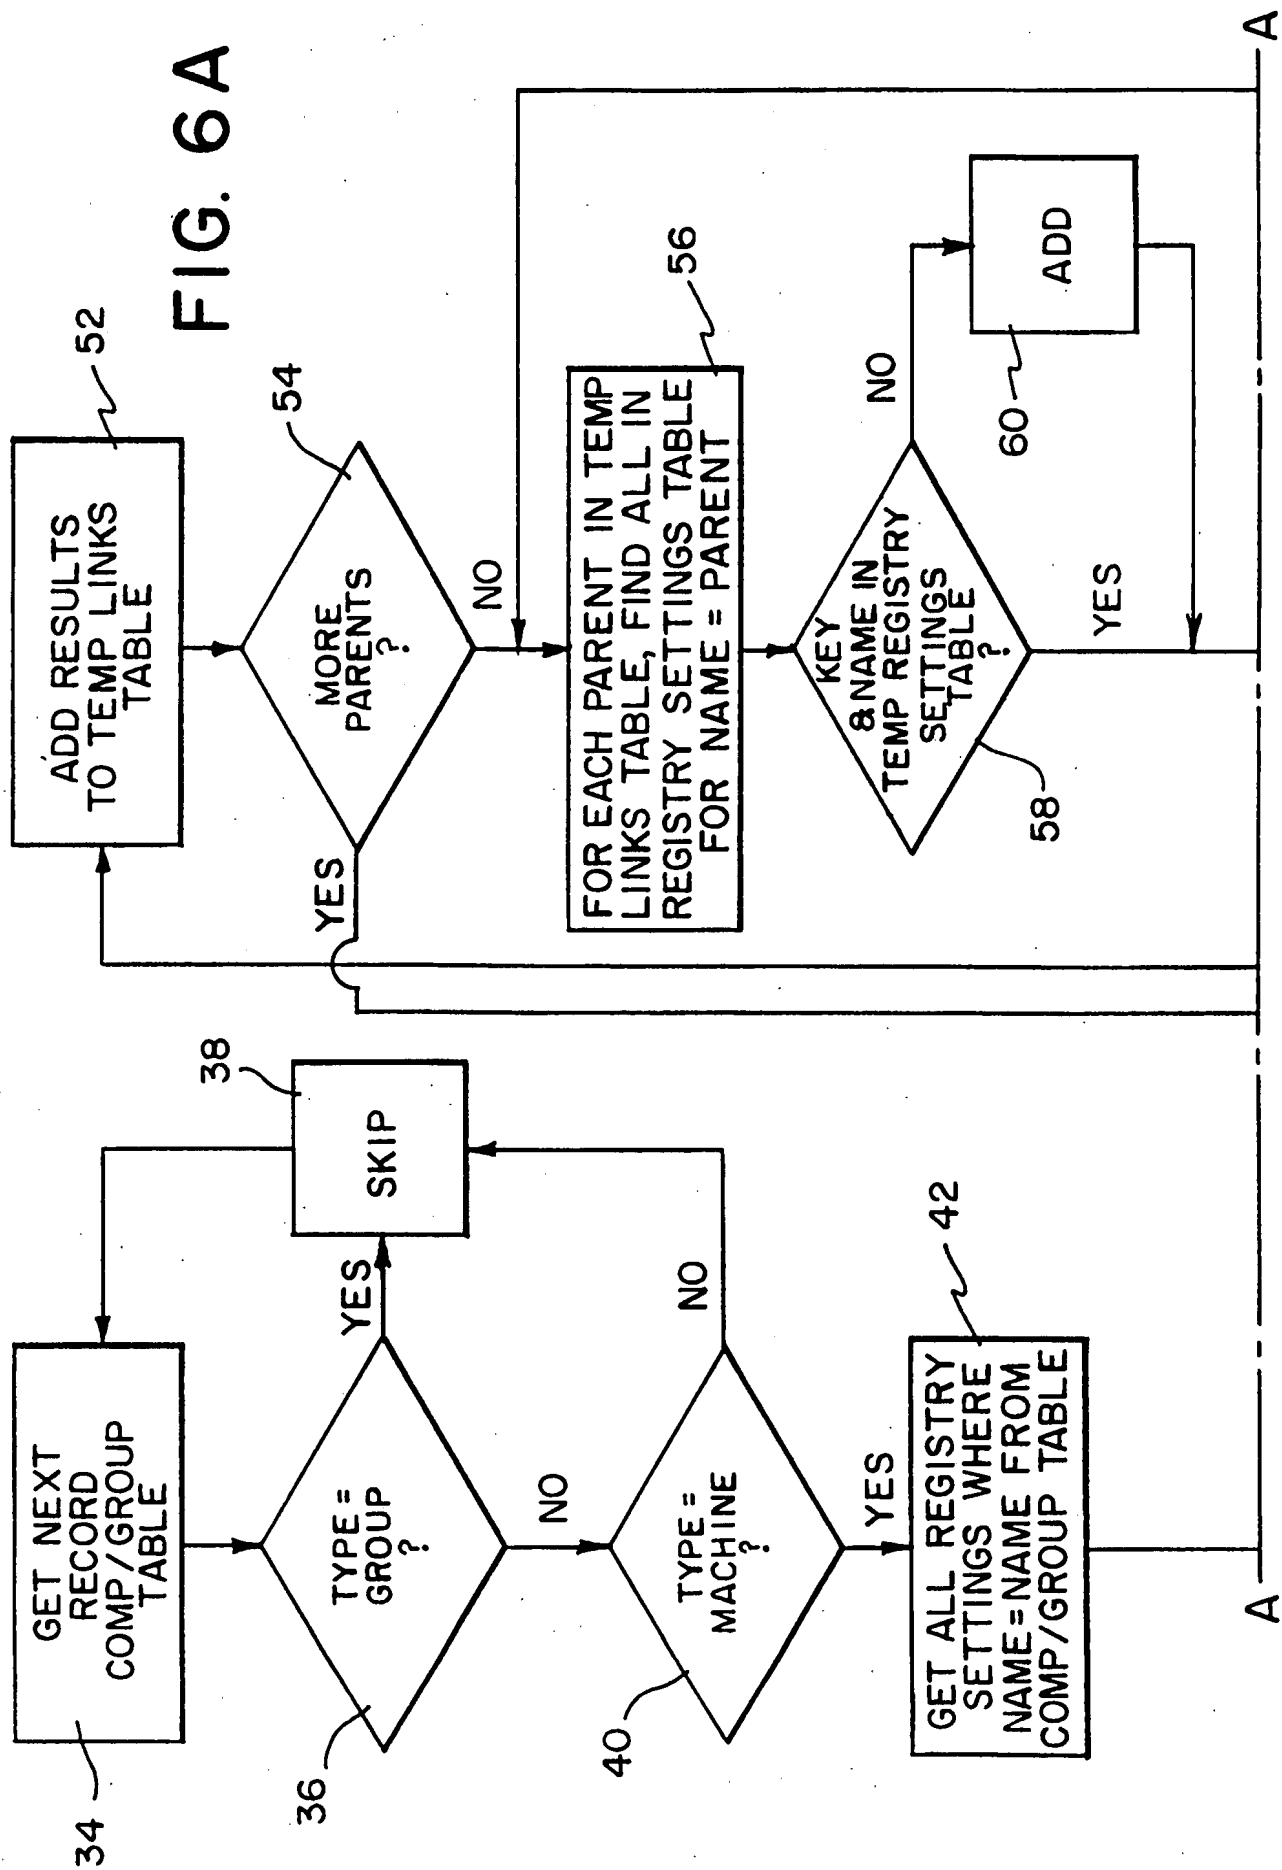 FIG. 6A
34
GET NEXT
RECORD
COMP/GROUP
TABLE
36
TYPE =
GROUP
?
YES
38
SKIP
NO
40
TYPE =
MACHINE
?
NO
YES
42
GET ALL REGISTRY
SETTINGS WHERE
NAME=NAME FROM
COMP/GROUP TABLE
A
52
ADD RESULTS
TO TEMP LINKS
TABLE
54
MORE
PARENTS
?
YES
NO
56
FOR EACH PARENT IN TEMP
LINKS TABLE, FIND ALL IN
REGISTRY SETTINGS TABLE
FOR NAME = PARENT
58
KEY
& NAME IN
TEMP REGISTRY
SETTINGS
TABLE
?
NO
60
ADD
YES
A